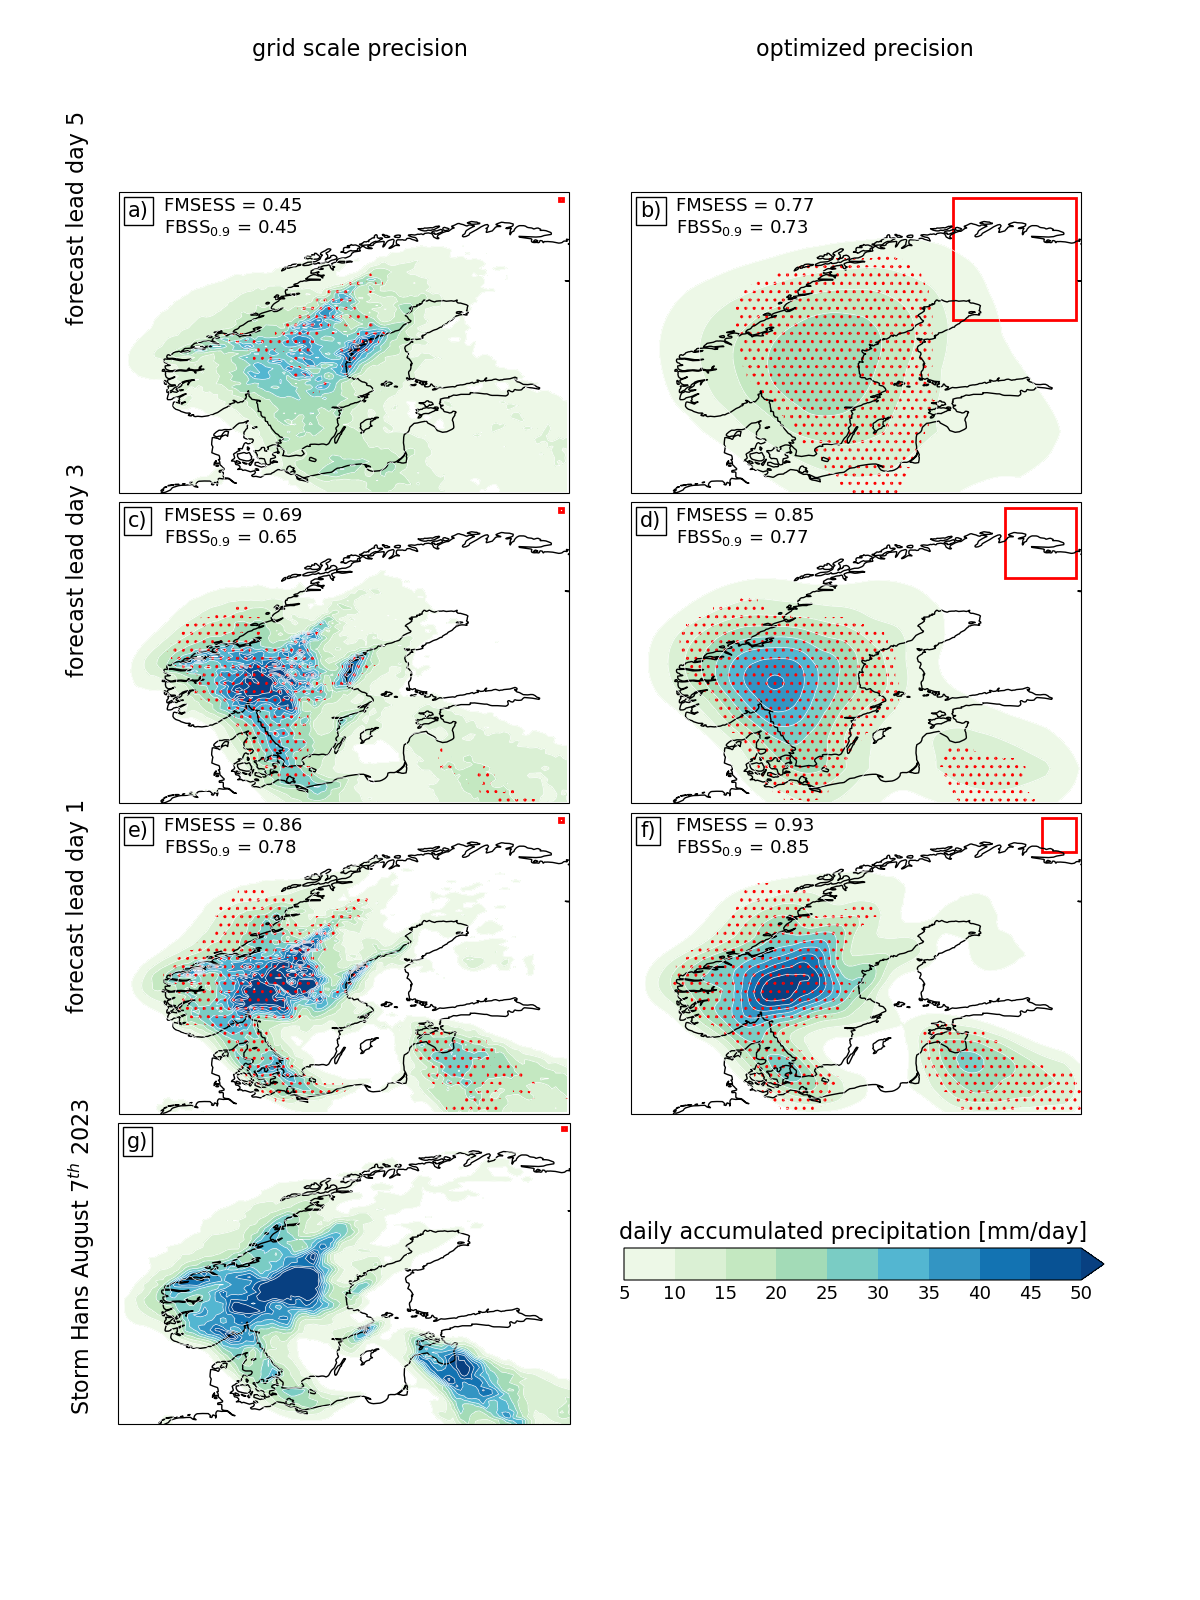 grid scale precision
optimized precision
forecast lead day 5
a)
FMSESS = 0.45
FBSS0.9 = 0.45
b)
FMSESS = 0.77
FBSS0.9 = 0.73
forecast lead day 3
c)
FMSESS = 0.69
FBSS0.9 = 0.65
d)
FMSESS = 0.85
FBSS0.9 = 0.77
forecast lead day 1
e)
FMSESS = 0.86
FBSS0.9 = 0.78
f)
FMSESS = 0.93
FBSS0.9 = 0.85
Storm Hans August 7th 2023
g)
daily accumulated precipitation [mm/day]
5 10 15 20 25 30 35 40 45 50